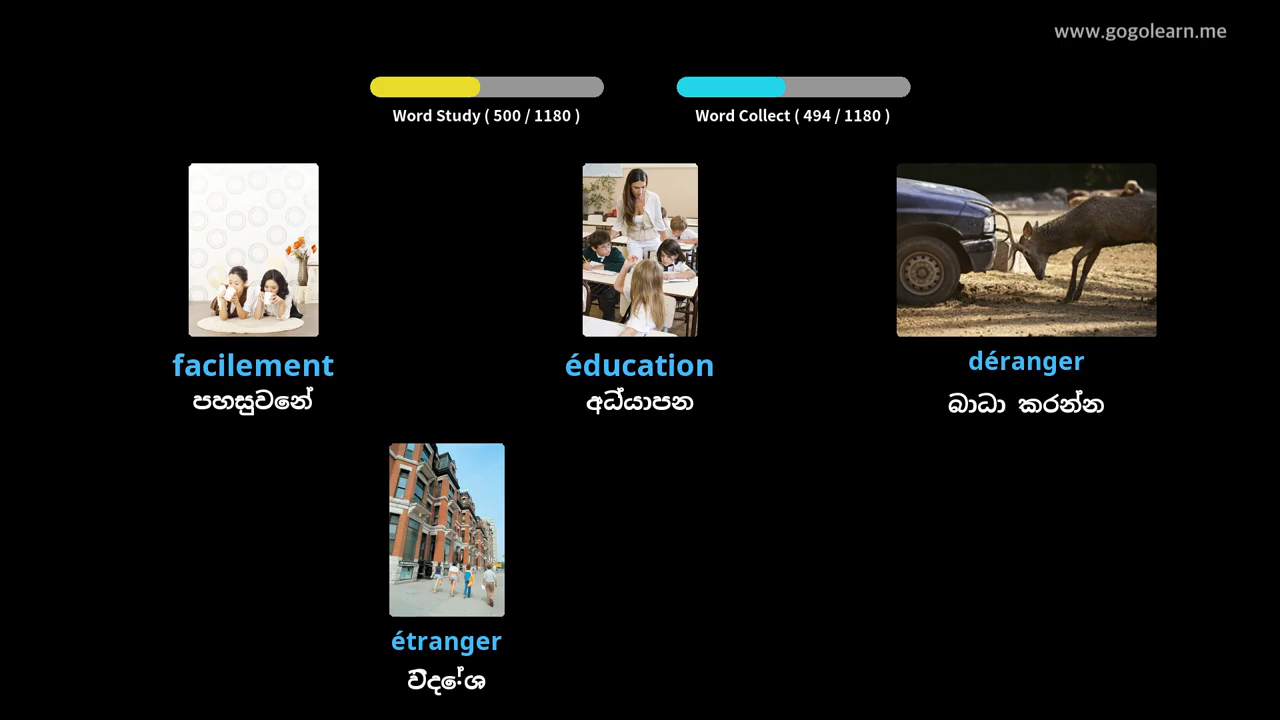 www.gogolearn.me
Word Study ( 500 / 1180 )
Word Collect ( 494 / 1180 )
facilement
පහසුවනේ
éducation
අධ්යාපන
déranger
බාධා කරන්න
étranger